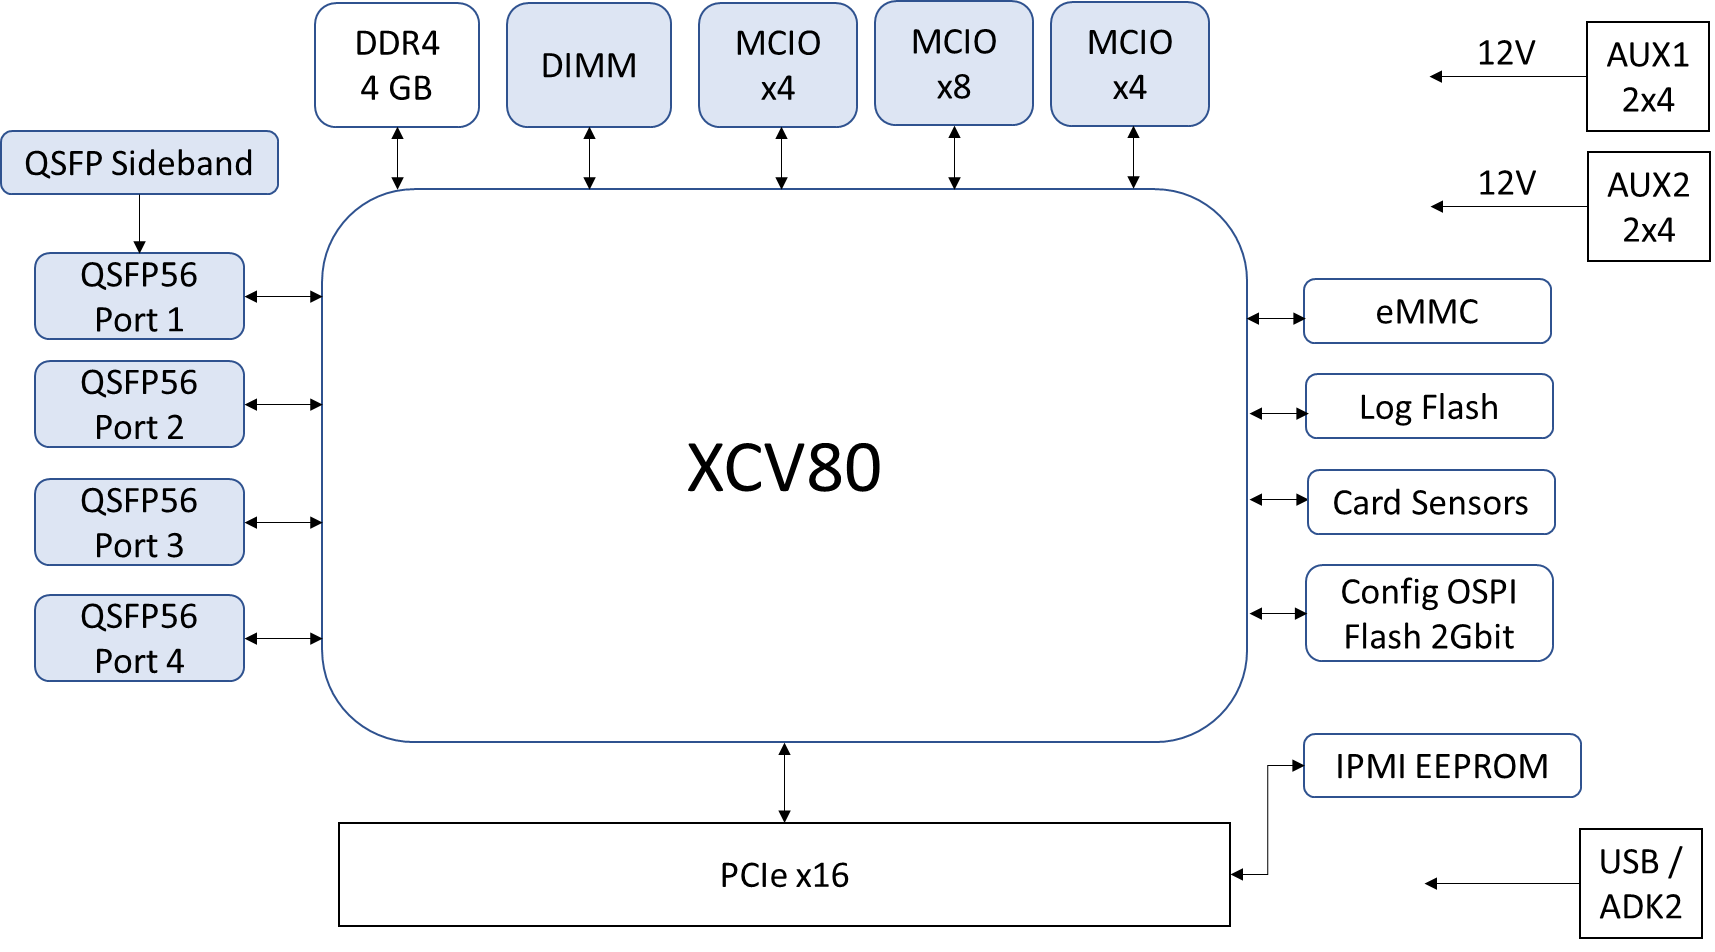 DDR4
4 GB
DIMM
MCIO
x4
MCIO
x8
MCIO
x4
12V
AUX1
2x4
QSFP Sideband
12V
AUX2
2x4
QSFP56
Port 1
eMMC
QSFP56
Port 2
Log Flash
XCV80
QSFP56
Port 3
Card Sensors
QSFP56
Port 4
Config OSPI
Flash 2Gbit
IPMI EEPROM
PCIe x16
USB /
ADK2